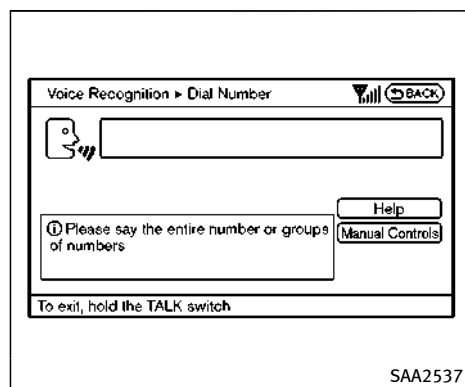 Voice Recognition ▸ Dial Number
BACK
Help
ⓘ Please say the entire number or groups
of numbers
Manual Controls
To exit, hold the TALK switch
SAA2537